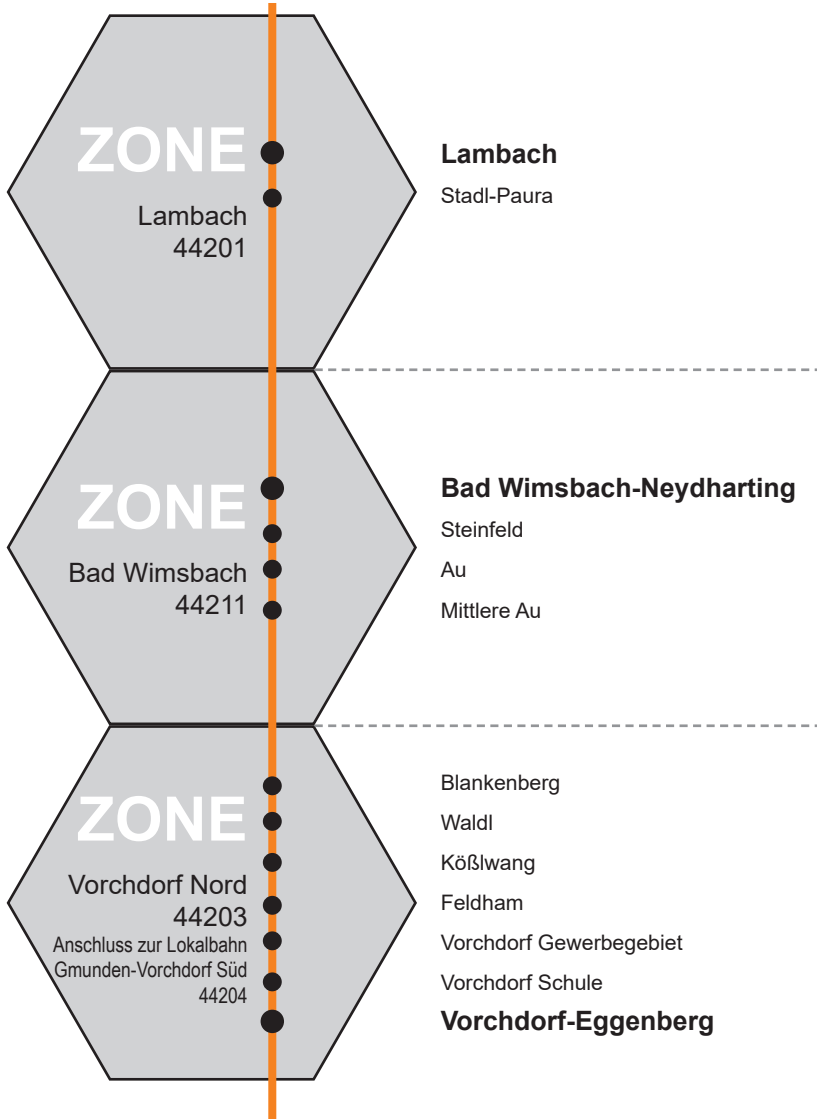 ZONE
Lambach
44201
Lambach
Stadl-Paura
ZONE
Bad Wimsbach
44211
Bad Wimsbach-Neydharting
Steinfeld
Au
Mittlere Au
ZONE
Vorchdorf Nord
44203
Anschluss zur Lokalbahn
Gmunden-Vorchdorf Süd
44204
Blankenberg
Waldl
Kößlwang
Feldham
Vorchdorf Gewerbegebiet
Vorchdorf Schule
Vorchdorf-Eggenberg